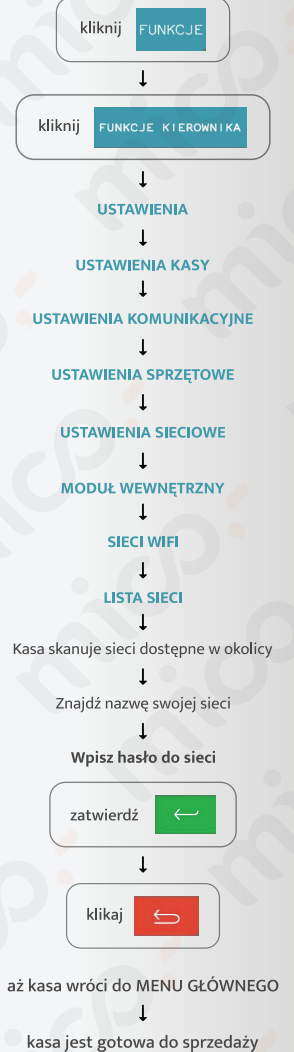 kliknij FUNKCJE
kliknij FUNKCJE KIEROWNIKA
USTAWIENIA
USTAWIENIA KASY
USTAWIENIA KOMUNIKACYJNE
USTAWIENIA SPRZĘTOWE
USTAWIENIA SIECIOWE
MODUŁ WEWNĘTRZNY
SIECI WIFI
LISTA SIECI
Kasa skanuje sieci dostępne w okolicy
Znajdź nazwę swojej sieci
Wpisz hasło do sieci
zatwierdź
klikaj
aż kasa wróci do MENU GŁÓWNEGO
kasa jest gotowa do sprzedaży